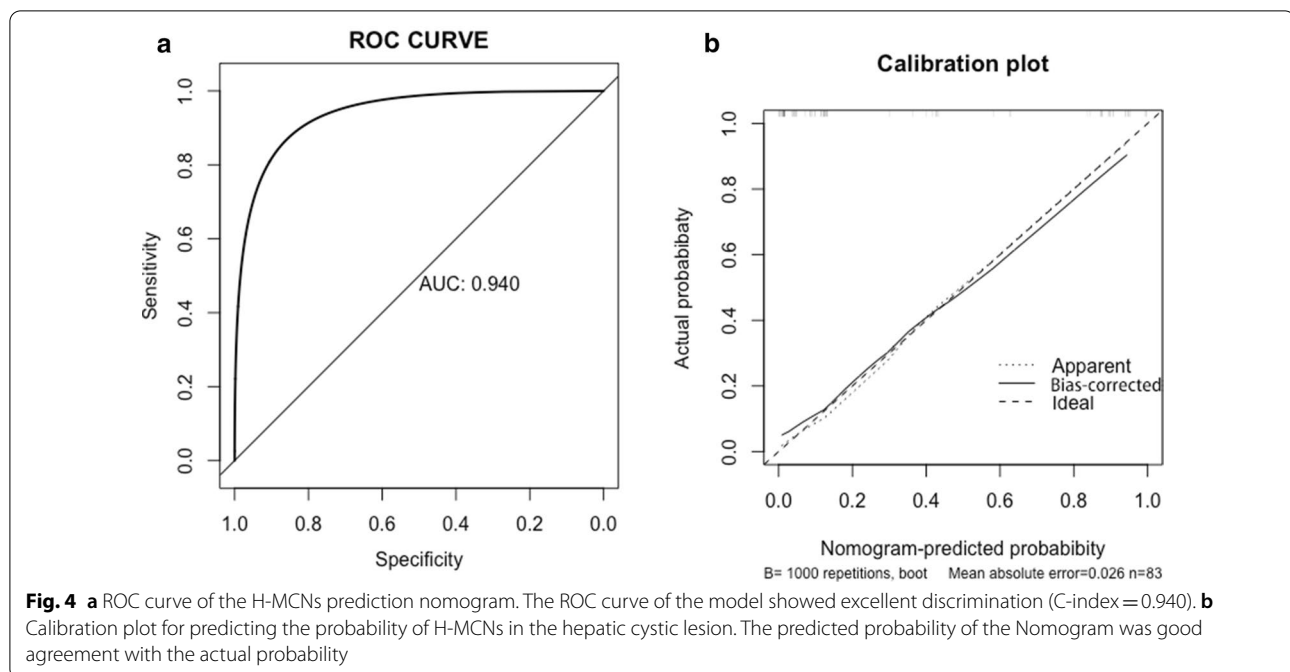 a
ROC CURVE
Sensitivity
1.0
0.8
0.6
0.4
0.2
0.0
AUC: 0.940
1.0 0.8 0.6 0.4 0.2 0.0
Specificity
b
Calibration plot
Actual probabibaty
1.0
0.8
0.6
0.4
0.2
0.0
Apparent
Bias-corrected
Ideal
0.0 0.2 0.4 0.6 0.8 1.0
Nomogram-predicted probabibity
B= 1000 repetitions, boot Mean absolute error=0.026 n=83
Fig. 4 a ROC curve of the H-MCNs prediction nomogram. The ROC curve of the model showed excellent discrimination (C-index = 0.940). b
Calibration plot for predicting the probability of H-MCNs in the hepatic cystic lesion. The predicted probability of the Nomogram was good
agreement with the actual probability